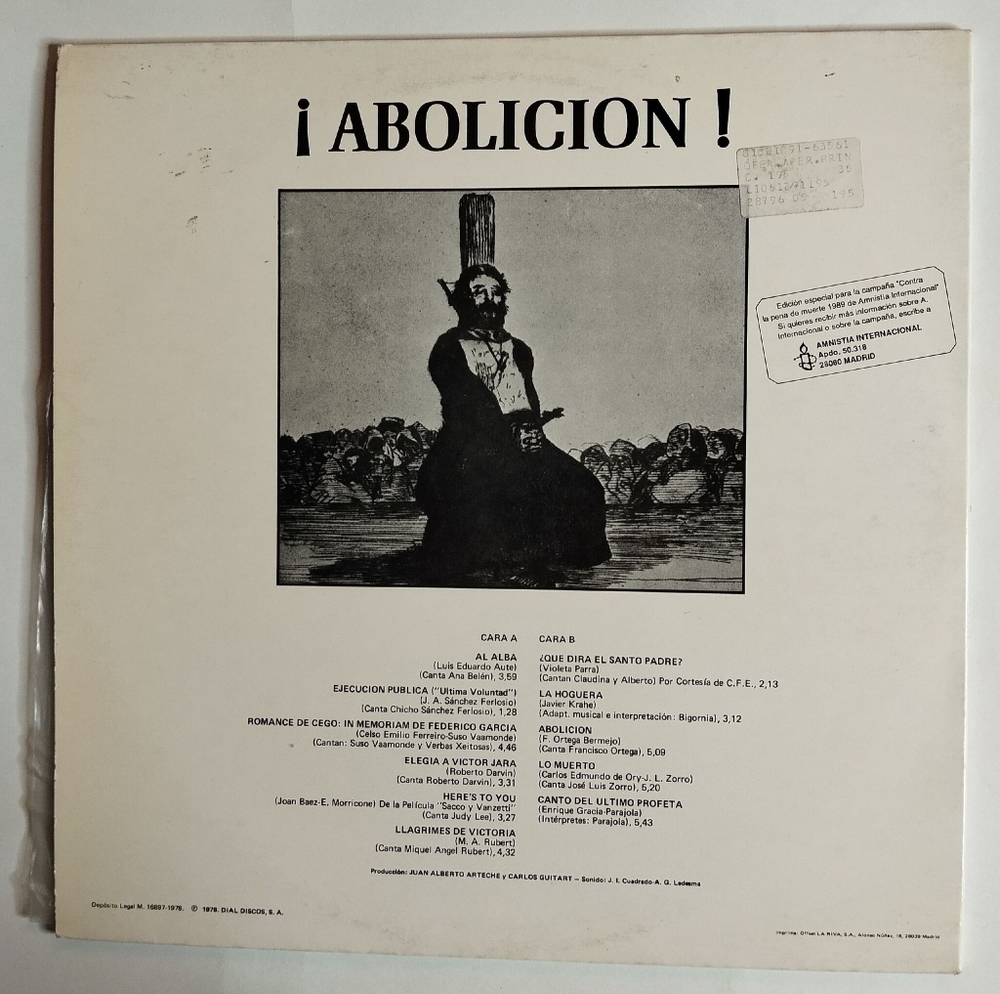 ¡ ABOLICION !
Edición especial para la campaña "Contra
la pena de muerte 1989 de Amnistía Internacional"
Si quieres recibir más información sobre A.
Internacional o sobre la campaña, escribe a
AMNISTIA INTERNACIONAL
Apdo. 50.318
28080 MADRID
CARA A
AL ALBA
(Luis Eduardo Aute)
(Canta Ana Belén), 3,59
EJECUCION PUBLICA ("Ultima Voluntad")
(J. A. Sánchez Ferlosio)
(Canta Chicho Sánchez Ferlosio), 1,28
ROMANCE DE CEGO: IN MEMORIAM DE FEDERICO GARCIA
(Celso Emilio Ferreiro-Suso Vaamonde)
(Cantan: Suso Vaamonde y Verbas Xeitosas), 4,46
ELEGIA A VICTOR JARA
(Roberto Darvin)
(Canta Roberto Darvin), 3,31
HERE'S TO YOU
(Joan Baez-E. Morricone) De la Película "Sacco y Vanzetti"
(Canta Judy Lee), 3,27
LLAGRIMES DE VICTORIA
(M. A. Rubert)
(Canta Miquel Angel Rubert), 4,32
CARA B
¿QUE DIRA EL SANTO PADRE?
(Violeta Parra)
(Cantan Claudina y Alberto) Por Cortesía de C.F.E., 2,13
LA HOGUERA
(Javier Krahe)
(Adapt. musical e interpretación: Bigornia), 3,12
ABOLICION
(F. Ortega Bermejo)
(Canta Francisco Ortega), 5,09
LO MUERTO
(Carlos Edmundo de Ory-J. L. Zorro)
(Canta José Luis Zorro), 5,20
CANTO DEL ULTIMO PROFETA
(Enrique Gracia-Parajola)
(Intérpretes: Parajola), 5,43
Producción: JUAN ALBERTO ARTECHE y CARLOS GUITART – Sonido: J. I. Cuadrado-A. G. Ledesma
Depósito Legal M. 16897-1978. Ⓟ 1978. DIAL DISCOS, S. A.
Imprime: Offset LA RIVA, S.A., Alonso Núñez, 18, 28039 Madrid